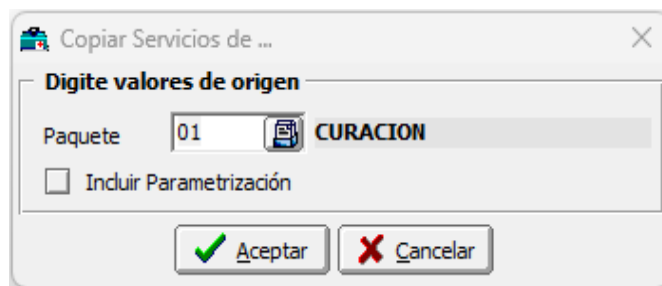 Copiar Servicios de ...
Digite valores de origen
Paquete 01 CURACION
Incluir Parametrización
Aceptar Cancelar